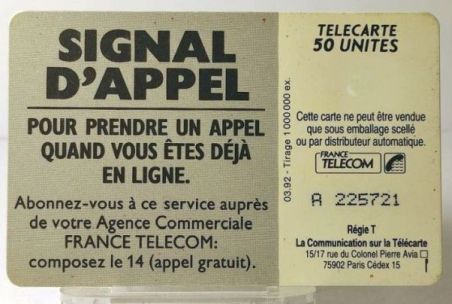 SIGNAL
D'APPEL
POUR PRENDRE UN APPEL
QUAND VOUS ÊTES DÉJÀ
EN LIGNE.
Abonnez-vous à ce service auprès
de votre Agence Commerciale
FRANCE TELECOM:
composez le 14 (appel gratuit).
03.92 - Tirage 1 000 000 ex.
TELECARTE
50 UNITES
Cette carte ne peut être vendue
que sous emballage scellé
ou par distributeur automatique.
FRANCE
TELECOM
A 225721
Régie T
La Communication sur la Télécarte
15/17 rue du Colonel Pierre Avia
75902 Paris Cédex 15